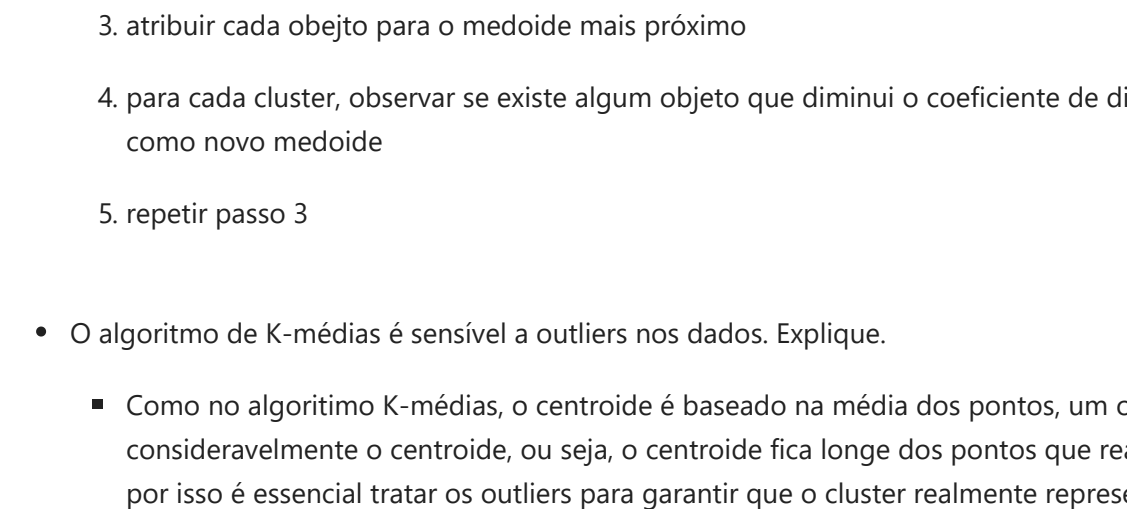 3. atribuir cada obejto para o medoide mais próximo
4. para cada cluster, observar se existe algum objeto que diminui o coeficiente de
como novo medoide
5. repetir passo 3
• O algoritmo de K-médias é sensível a outliers nos dados. Explique.
▪ Como no algoritimo K-médias, o centroide é baseado na média dos pontos, um
consideravelmente o centroide, ou seja, o centroide fica longe dos pontos que
por isso é essencial tratar os outliers para garantir que o cluster realmente